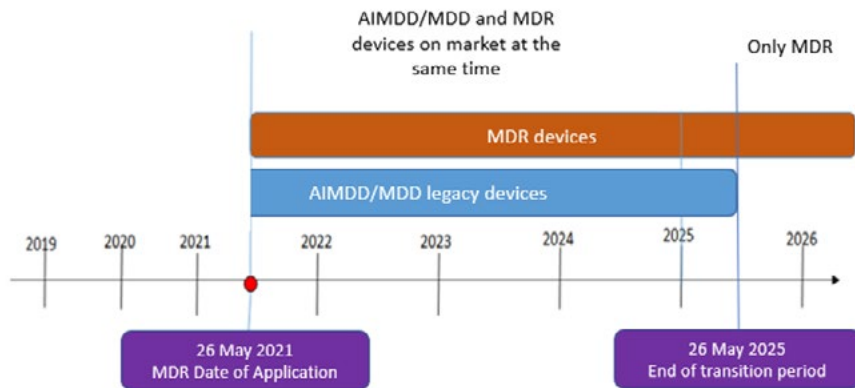 AIMDD/MDD and MDR
devices on market at the
same time
Only MDR
MDR devices
AIMDD/MDD legacy devices
2019 2020 2021 2022 2023 2024 2025 2026
26 May 2021
MDR Date of Application
26 May 2025
End of transition period